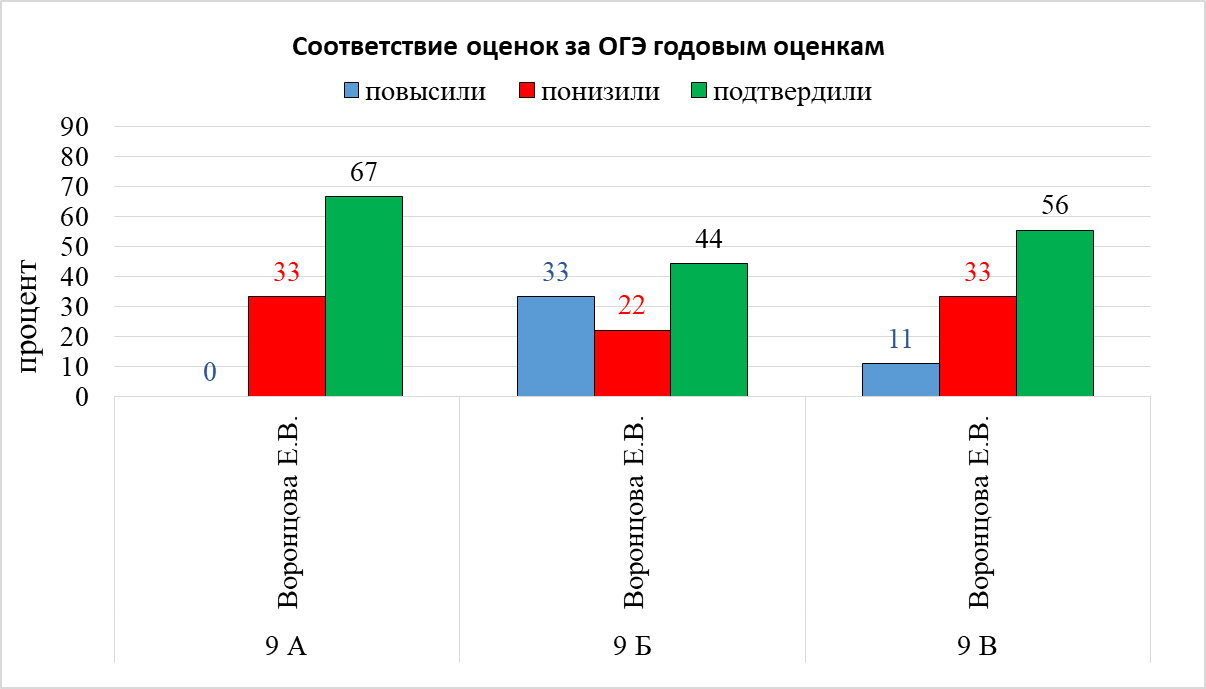 Соответствие оценок за ОГЭ годовым оценкам
повысили понизили подтвердили
90
80
70
60
50
40
30
20
10
0
процент
0 33 67
33 22 44
11 33 56
Воронцова Е.В. Воронцова Е.В. Воронцова Е.В.
9 А 9 Б 9 В